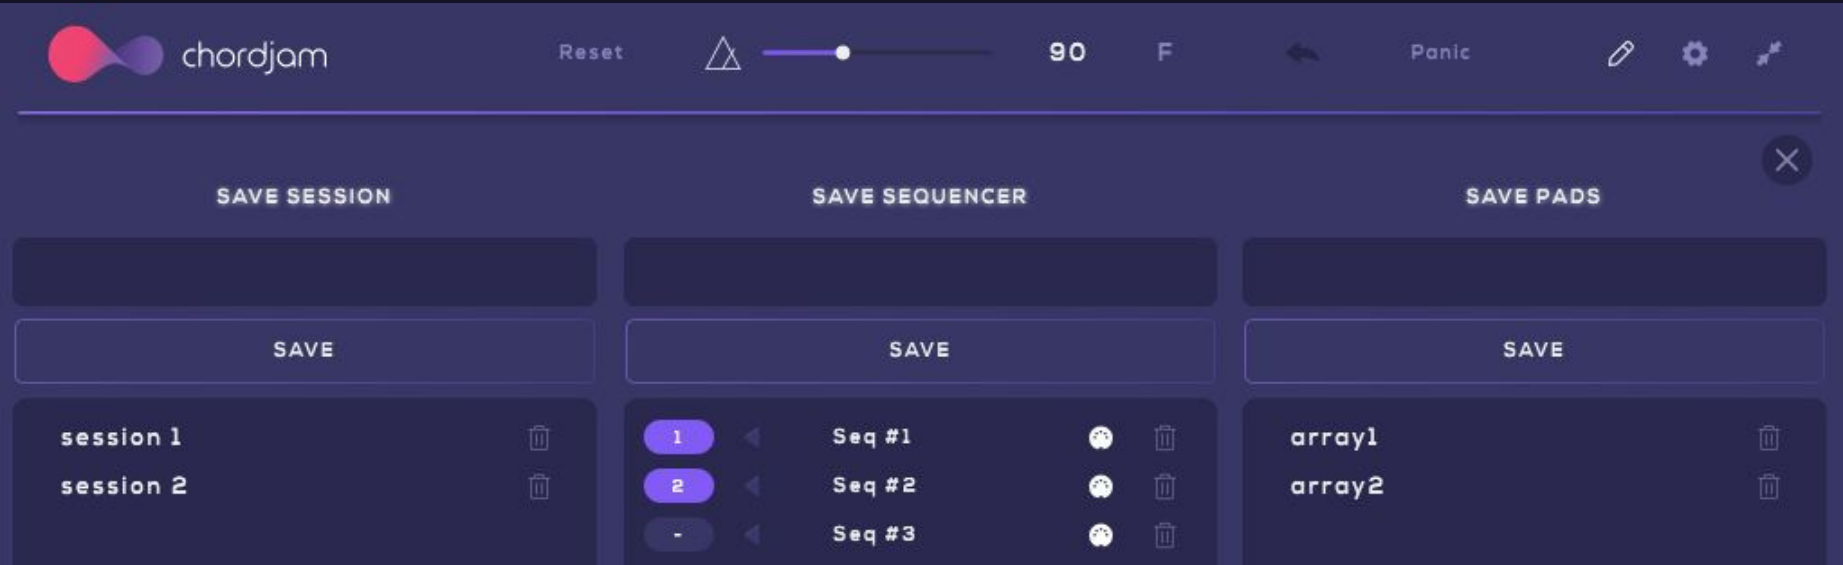 chordjam Reset 90 F Panic
SAVE SESSION SAVE SEQUENCER SAVE PADS
SAVE SAVE SAVE
session 1 1 Seq #1 array1
session 2 2 Seq #2 array2
- Seq #3